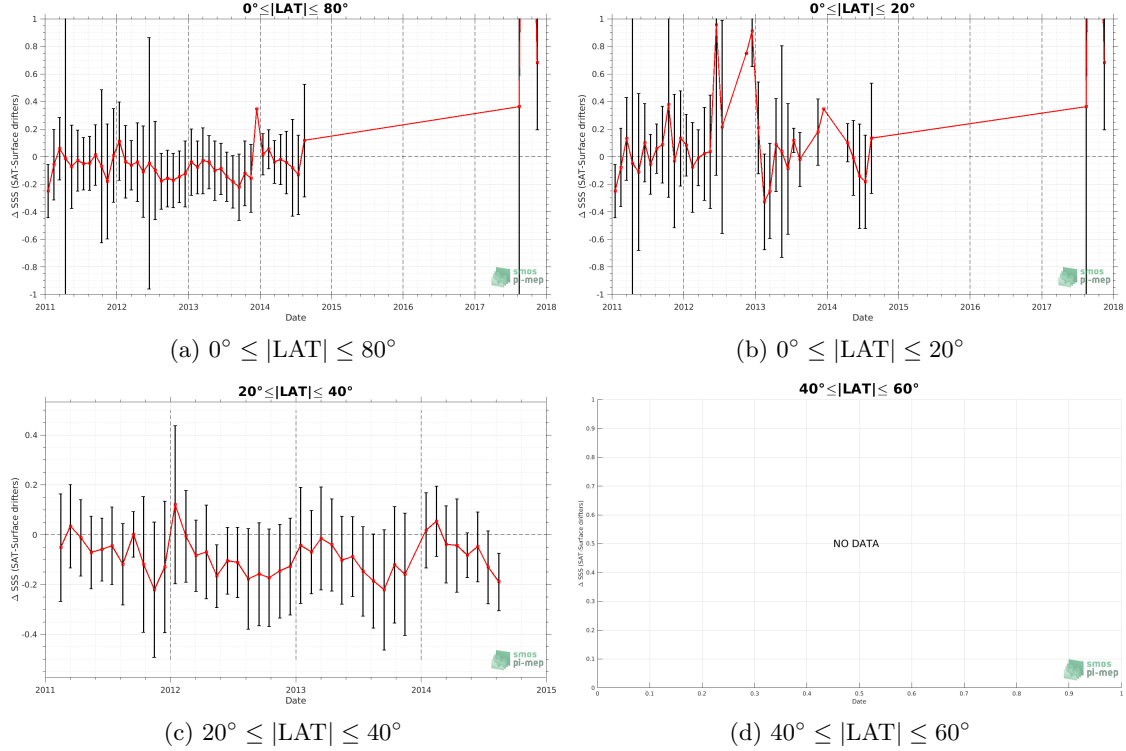 0°≤|LAT|≤ 80°
Δ SSS (SAT-Surface drifters)
1
0.8
0.6
0.4
0.2
0
-0.2
-0.4
-0.6
-0.8
-1
2011
2012
2013
2014
2015
2016
2017
2018
Date
smos
pi-mep
(a) 0° ≤ |LAT| ≤ 80°
0°≤|LAT|≤ 20°
Δ SSS (SAT-Surface drifters)
1
0.8
0.6
0.4
0.2
0
-0.2
-0.4
-0.6
-0.8
-1
2011
2012
2013
2014
2015
2016
2017
2018
Date
smos
pi-mep
(b) 0° ≤ |LAT| ≤ 20°
20°≤|LAT|≤ 40°
Δ SSS (SAT-Surface drifters)
0.4
0.2
0
-0.2
-0.4
2011
2012
2013
2014
2015
Date
smos
pi-mep
(c) 20° ≤ |LAT| ≤ 40°
40°≤|LAT|≤ 60°
Δ SSS (SAT-Surface drifters)
1
0.9
0.8
0.7
0.6
0.5
0.4
0.3
0.2
0.1
0
NO DATA
0
0.1
0.2
0.3
0.4
0.5
0.6
0.7
0.8
0.9
1
Date
smos
pi-mep
(d) 40° ≤ |LAT| ≤ 60°